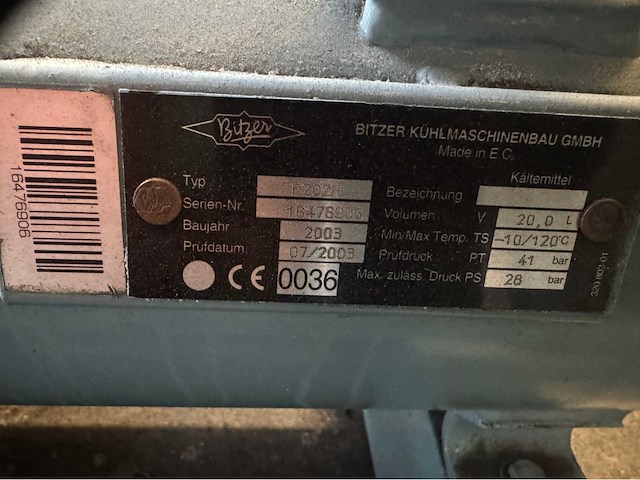 16476906
Bitzer
BITZER KÜHLMASCHINENBAU GMBH
Made in E.C.
Kältemittel
Typ F202H Bezeichnung
Serien-Nr. 16476906 Volumen V 20,0 L
Baujahr 2003 Min/Max Temp. TS -10/120°C
Prüfdatum. 07/2003 Prüfdruck PT 41 bar
CE 0036 Max. zuläss. Druck PS 28 bar